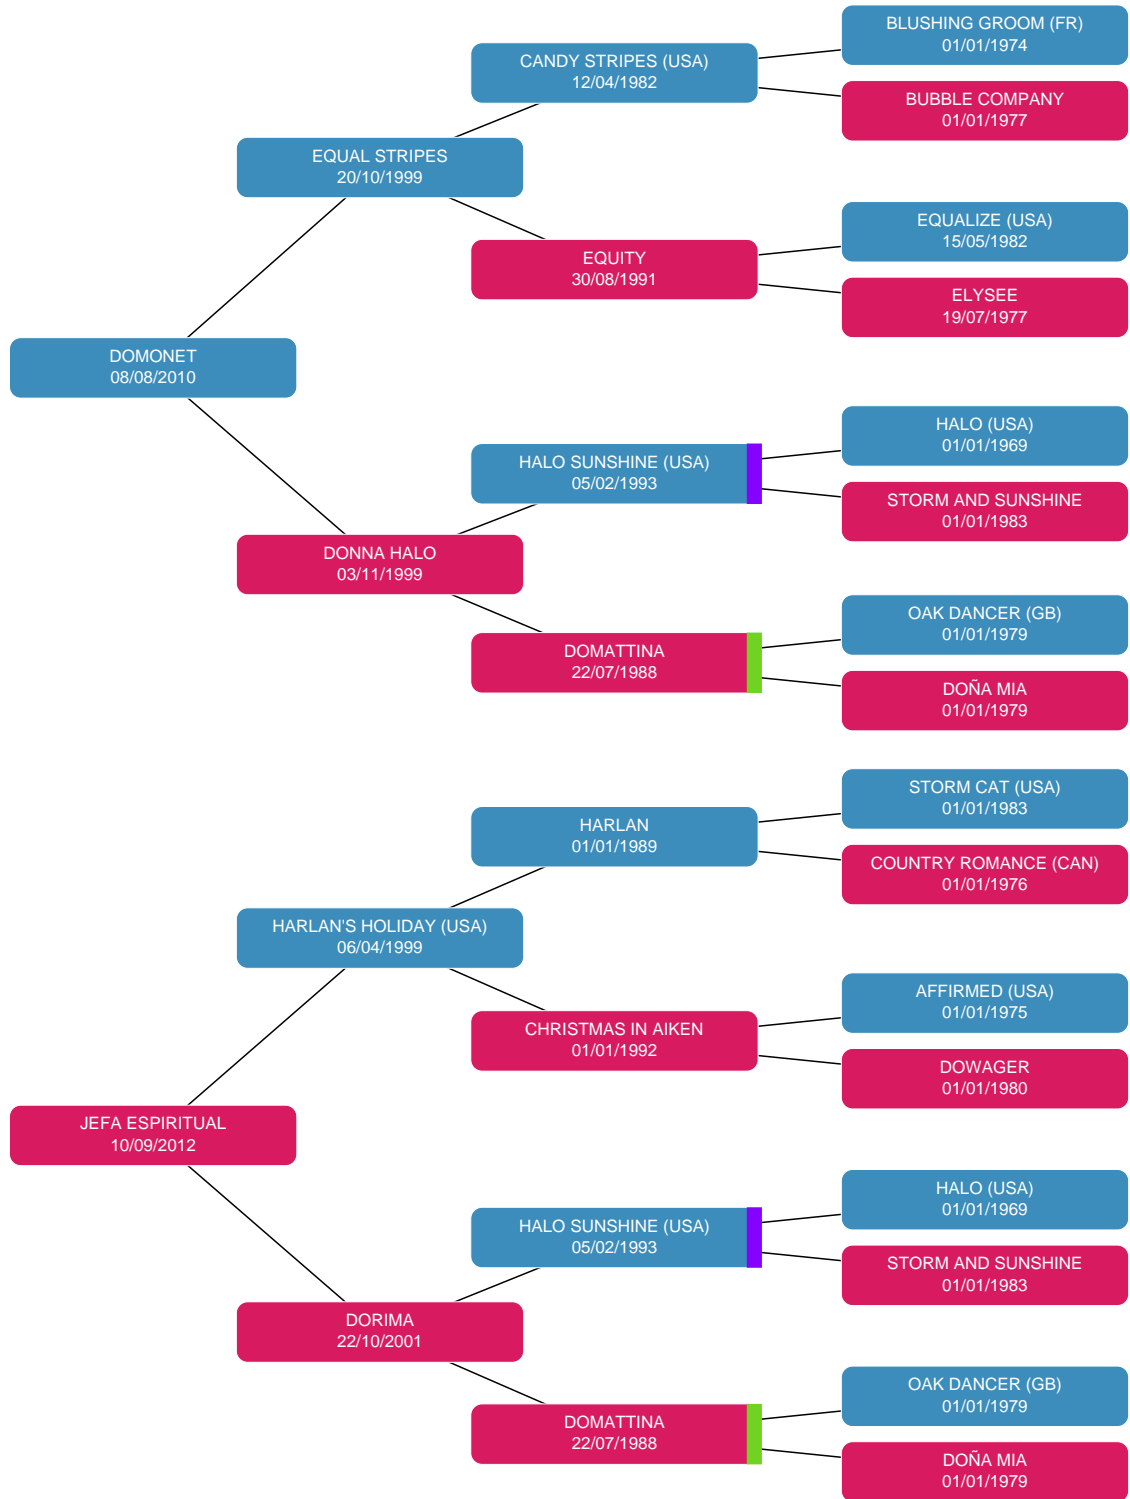 BLUSHING GROOM (FR)
01/01/1974
CANDY STRIPES (USA)
12/04/1982
BUBBLE COMPANY
01/01/1977
EQUAL STRIPES
20/10/1999
EQUALIZE (USA)
15/05/1982
EQUITY
30/08/1991
ELYSEE
19/07/1977
DOMONET
08/08/2010
HALO (USA)
01/01/1969
HALO SUNSHINE (USA)
05/02/1993
STORM AND SUNSHINE
01/01/1983
DONNA HALO
03/11/1999
OAK DANCER (GB)
01/01/1979
DOMATTINA
22/07/1988
DOÑA MIA
01/01/1979
STORM CAT (USA)
01/01/1983
HARLAN
01/01/1989
COUNTRY ROMANCE (CAN)
01/01/1976
HARLAN'S HOLIDAY (USA)
06/04/1999
AFFIRMED (USA)
01/01/1975
CHRISTMAS IN AIKEN
01/01/1992
DOWAGER
01/01/1980
JEFA ESPIRITUAL
10/09/2012
HALO (USA)
01/01/1969
HALO SUNSHINE (USA)
05/02/1993
STORM AND SUNSHINE
01/01/1983
DORIMA
22/10/2001
OAK DANCER (GB)
01/01/1979
DOMATTINA
22/07/1988
DOÑA MIA
01/01/1979